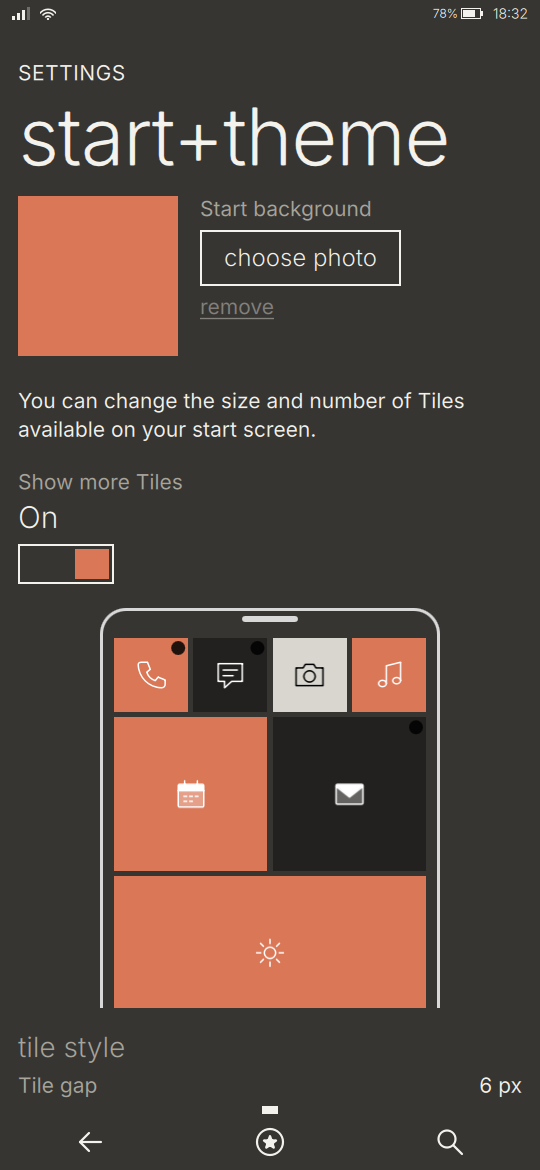 78% 18:32
SETTINGS
start+theme
Start background
choose photo
remove
You can change the size and number of Tiles
available on your start screen.
Show more Tiles
On
tile style
Tile gap 6 px